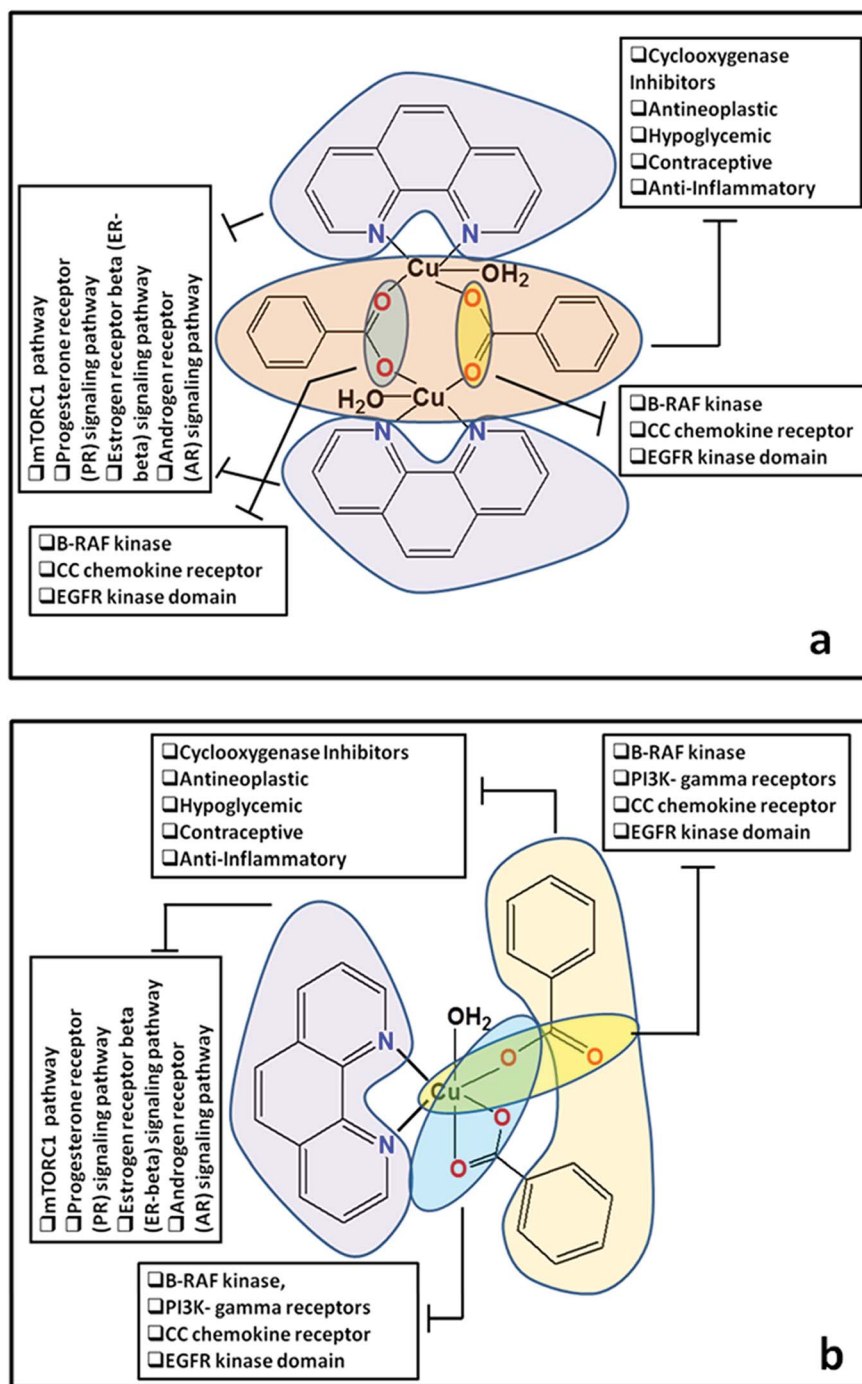 ❑Cyclooxygenase
Inhibitors
❑Antineoplastic
❑Hypoglycemic
❑Contraceptive
❑Anti-Inflammatory
❑mTORC1 pathway
❑Progesterone receptor
(PR) signaling pathway
❑Estrogen receptor beta (ER-
beta) signaling pathway
❑Androgen receptor
(AR) signaling pathway
N
N
Cu
OH2
O
O
O
O
H2O
Cu
N
N
❑B-RAF kinase
❑CC chemokine receptor
❑EGFR kinase domain
❑B-RAF kinase
❑CC chemokine receptor
❑EGFR kinase domain
a
❑Cyclooxygenase Inhibitors
❑Antineoplastic
❑Hypoglycemic
❑Contraceptive
❑Anti-Inflammatory
❑B-RAF kinase
❑PI3K- gamma receptors
❑CC chemokine receptor
❑EGFR kinase domain
❑mTORC1 pathway
❑Progesterone receptor
(PR) signaling pathway
❑Estrogen receptor beta
(ER-beta) signaling pathway
❑Androgen receptor
(AR) signaling pathway
OH2
N
O
O
Cu
O
N
O
❑B-RAF kinase,
❑PI3K- gamma receptors
❑CC chemokine receptor
❑EGFR kinase domain
b